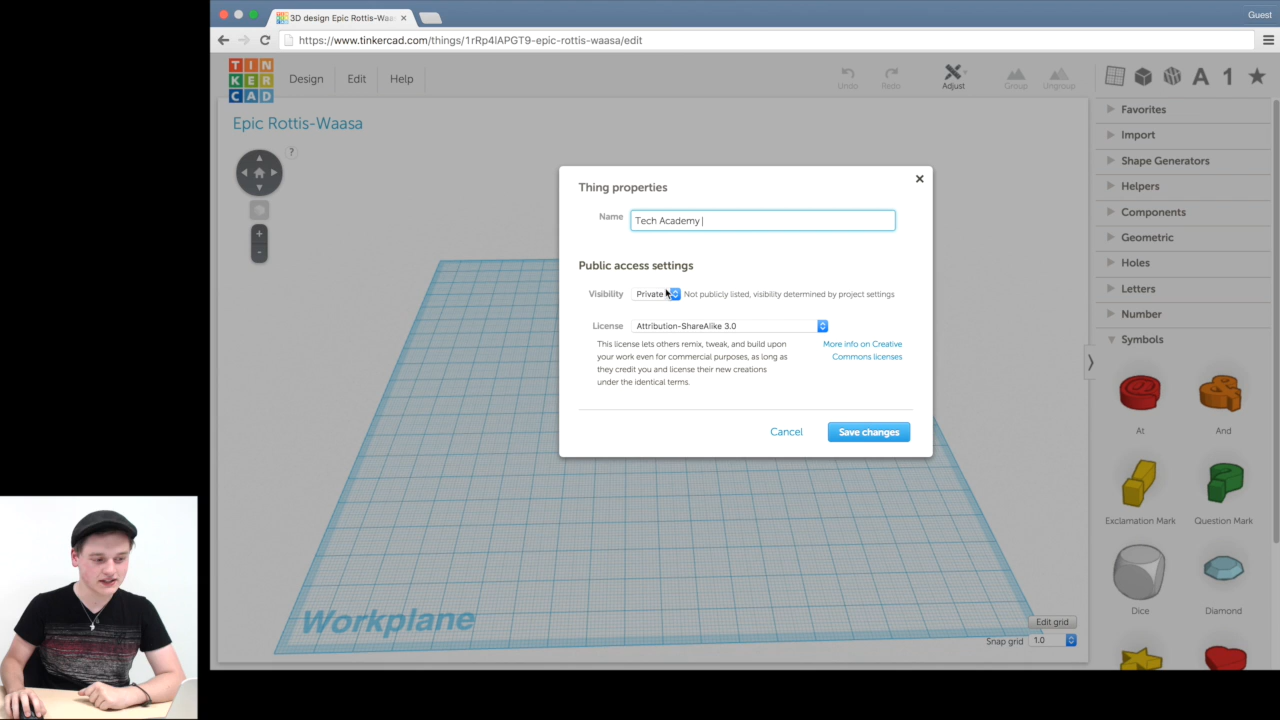 3D design Epic Rottis-Waa
Guest
https://www.tinkercad.com/things/1rRp4lAPGT9-epic-rottis-waasa/edit
TIN
KER
CAD
Design
Edit
Help
Undo
Redo
Adjust
Group
Ungroup
A
1
Epic Rottis-Waasa
?
+
-
Thing properties
Name
Tech Academy
Public access settings
Visibility
Private
Not publicly listed, visibility determined by project settings
License
Attribution-ShareAlike 3.0
This license lets others remix, tweak, and build upon
your work even for commercial purposes, as long as
they credit you and license their new creations
under the identical terms.
More info on Creative
Commons licenses
Cancel
Save changes
Workplane
Edit grid
Snap grid
1.0
Favorites
Import
Shape Generators
Helpers
Components
Geometric
Holes
Letters
Number
Symbols
At
And
Exclamation Mark
Question Mark
Dice
Diamond